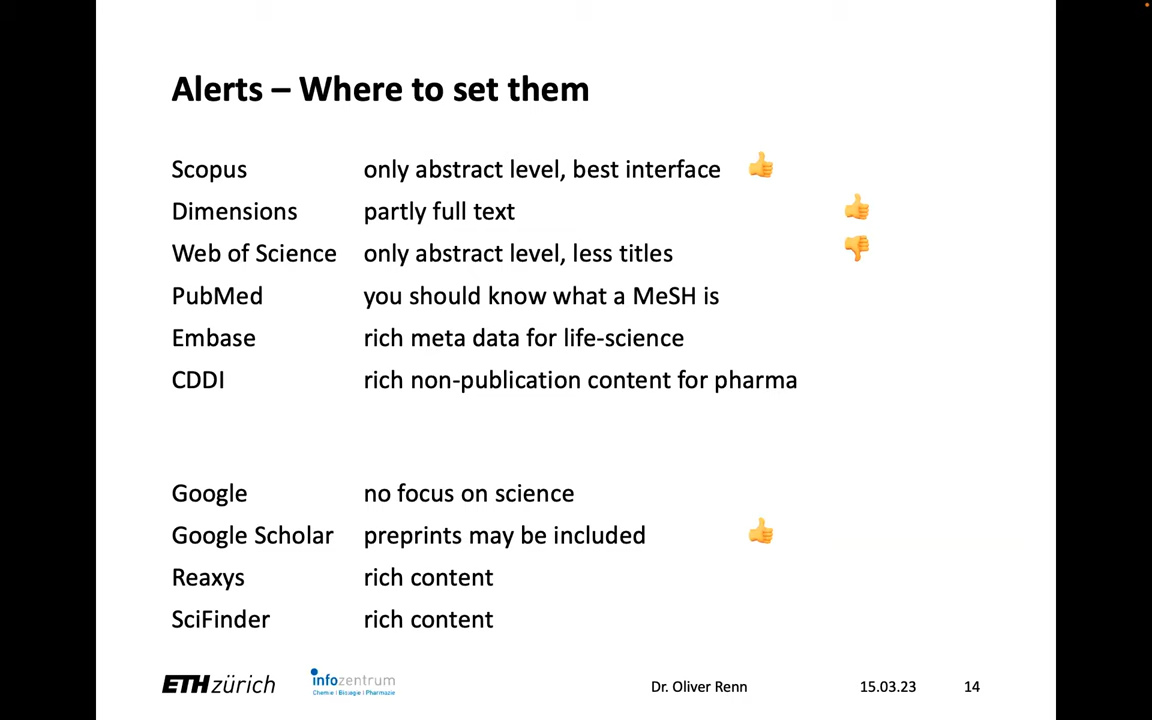 Alerts – Where to set them
Scopus only abstract level, best interface 👍
Dimensions partly full text 👍
Web of Science only abstract level, less titles 👎
PubMed you should know what a MeSH is
Embase rich meta data for life-science
CDDI rich non-publication content for pharma
Google no focus on science
Google Scholar preprints may be included 👍
Reaxys rich content
SciFinder rich content
ETH zürich infozentrum Dr. Oliver Renn 15.03.23 14
Chemie | Biologie | Pharmazie